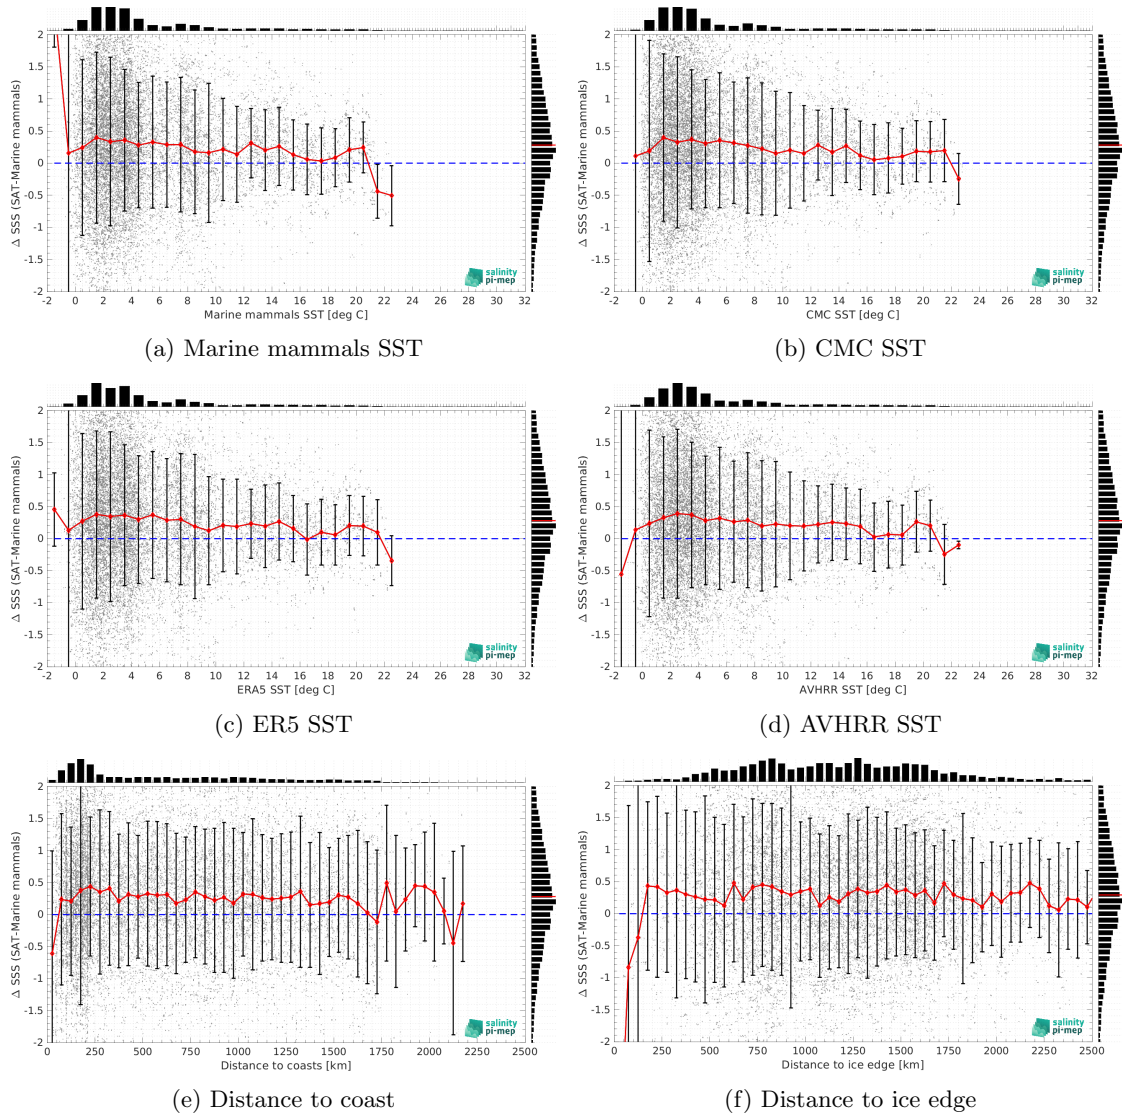 Δ SSS (SAT-Marine mammals)
2
1.5
1
0.5
0
-0.5
-1
-1.5
-2
-2 0 2 4 6 8 10 12 14 16 18 20 22 24 26 28 30 32
Marine mammals SST [deg C]
salinity
pi-mep
(a) Marine mammals SST
Δ SSS (SAT-Marine mammals)
2
1.5
1
0.5
0
-0.5
-1
-1.5
-2
-2 0 2 4 6 8 10 12 14 16 18 20 22 24 26 28 30 32
CMC SST [deg C]
salinity
pi-mep
(b) CMC SST
Δ SSS (SAT-Marine mammals)
2
1.5
1
0.5
0
-0.5
-1
-1.5
-2
-2 0 2 4 6 8 10 12 14 16 18 20 22 24 26 28 30 32
ERA5 SST [deg C]
salinity
pi-mep
(c) ER5 SST
Δ SSS (SAT-Marine mammals)
2
1.5
1
0.5
0
-0.5
-1
-1.5
-2
-2 0 2 4 6 8 10 12 14 16 18 20 22 24 26 28 30 32
AVHRR SST [deg C]
salinity
pi-mep
(d) AVHRR SST
Δ SSS (SAT-Marine mammals)
2
1.5
1
0.5
0
-0.5
-1
-1.5
-2
0 250 500 750 1000 1250 1500 1750 2000 2250 2500
Distance to coasts [km]
salinity
pi-mep
(e) Distance to coast
Δ SSS (SAT-Marine mammals)
2
1.5
1
0.5
0
-0.5
-1
-1.5
-2
0 250 500 750 1000 1250 1500 1750 2000 2250 2500
Distance to ice edge [km]
salinity
pi-mep
(f) Distance to ice edge